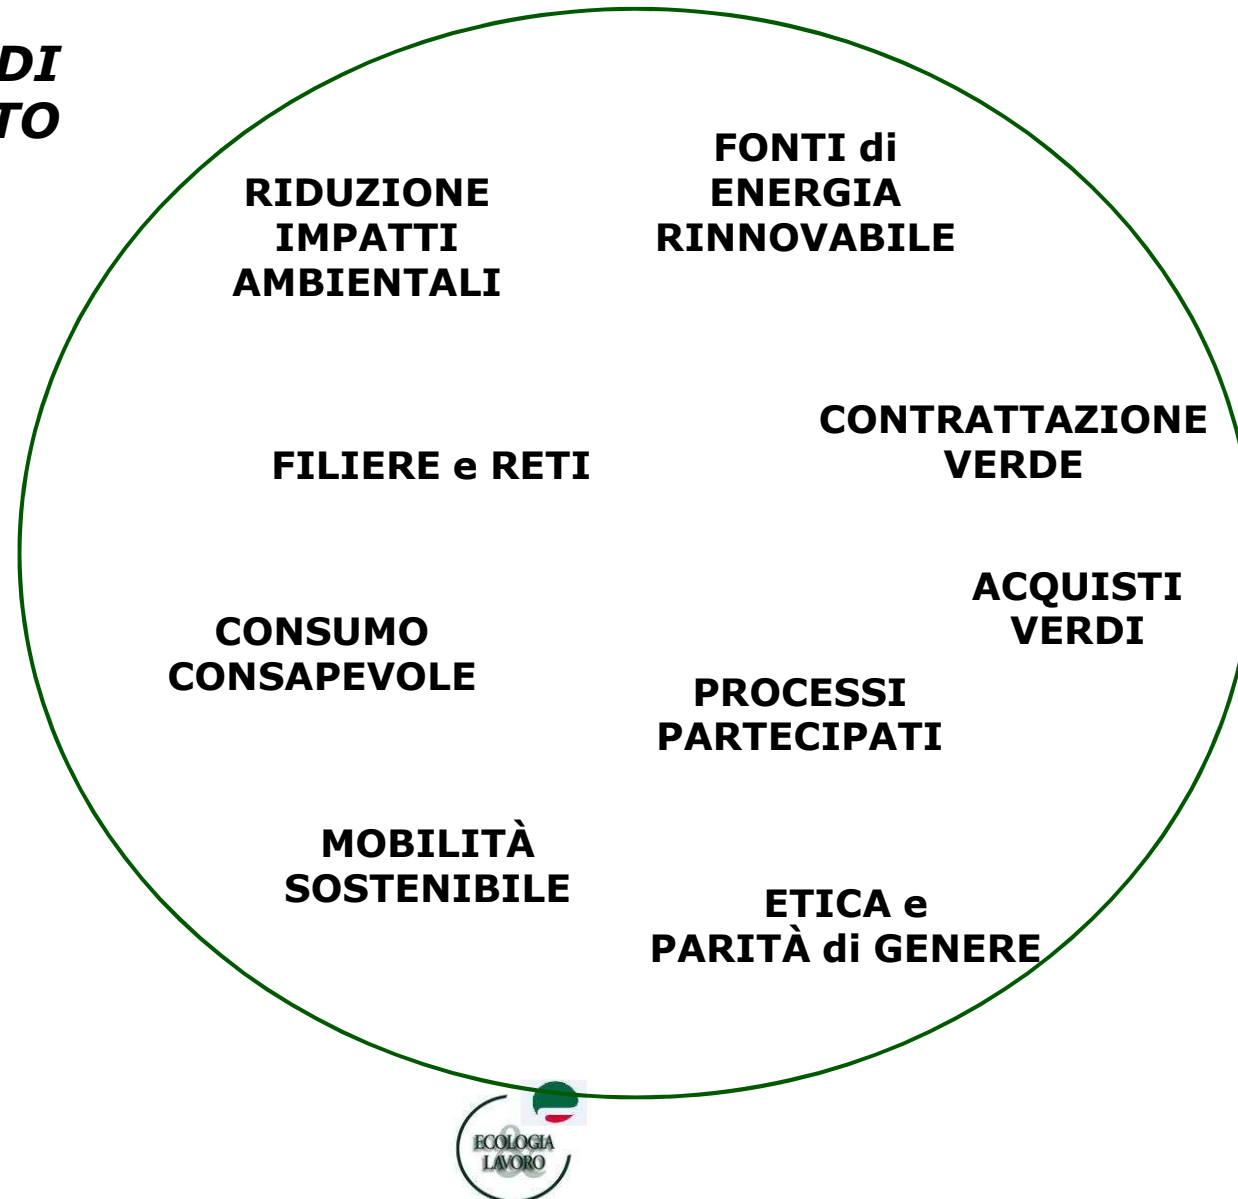 DI
TO
FONTI di
ENERGIA
RINNOVABILE
RIDUZIONE
IMPATTI
AMBIENTALI
CONTRATTAZIONE
VERDE
FILIERE e RETI
ACQUISTI
VERDI
CONSUMO
CONSAPEVOLE
PROCESSI
PARTECIPATI
MOBILITÀ
SOSTENIBILE
ETICA e
PARITÀ di GENERE
&
ECOLOGIA
LAVORO